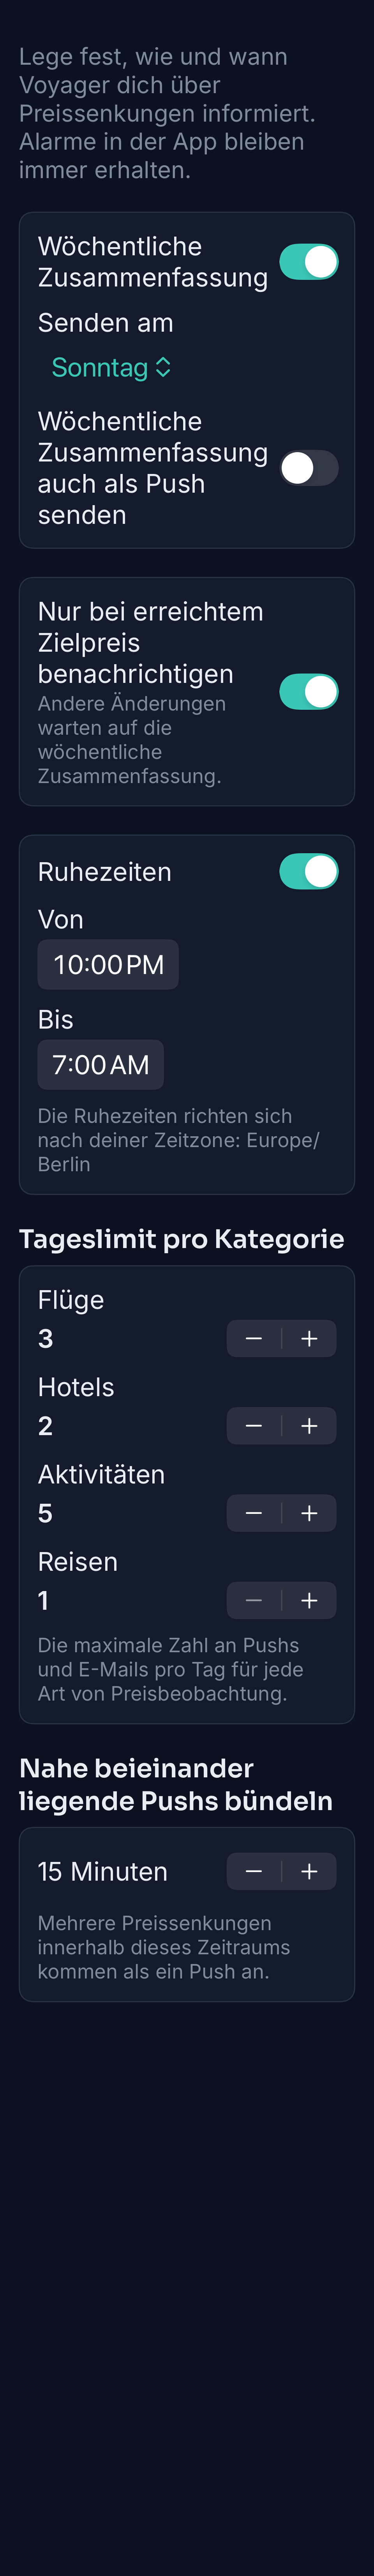 Lege fest, wie und wann
Voyager dich über
Preissenkungen informiert.
Alarme in der App bleiben
immer erhalten.
Wöchentliche
Zusammenfassung
Senden am
Sonntag
Wöchentliche
Zusammenfassung
auch als Push
senden
Nur bei erreichtem
Zielpreis
benachrichtigen
Andere Änderungen
warten auf die
wöchentliche
Zusammenfassung.
Ruhezeiten
Von
10:00 PM
Bis
7:00 AM
Die Ruhezeiten richten sich
nach deiner Zeitzone: Europe/
Berlin
Tageslimit pro Kategorie
Flüge
3
Hotels
2
Aktivitäten
5
Reisen
1
Die maximale Zahl an Pushs
und E-Mails pro Tag für jede
Art von Preisbeobachtung.
Nahe beieinander
liegende Pushs bündeln
15 Minuten
Mehrere Preissenkungen
innerhalb dieses Zeitraums
kommen als ein Push an.